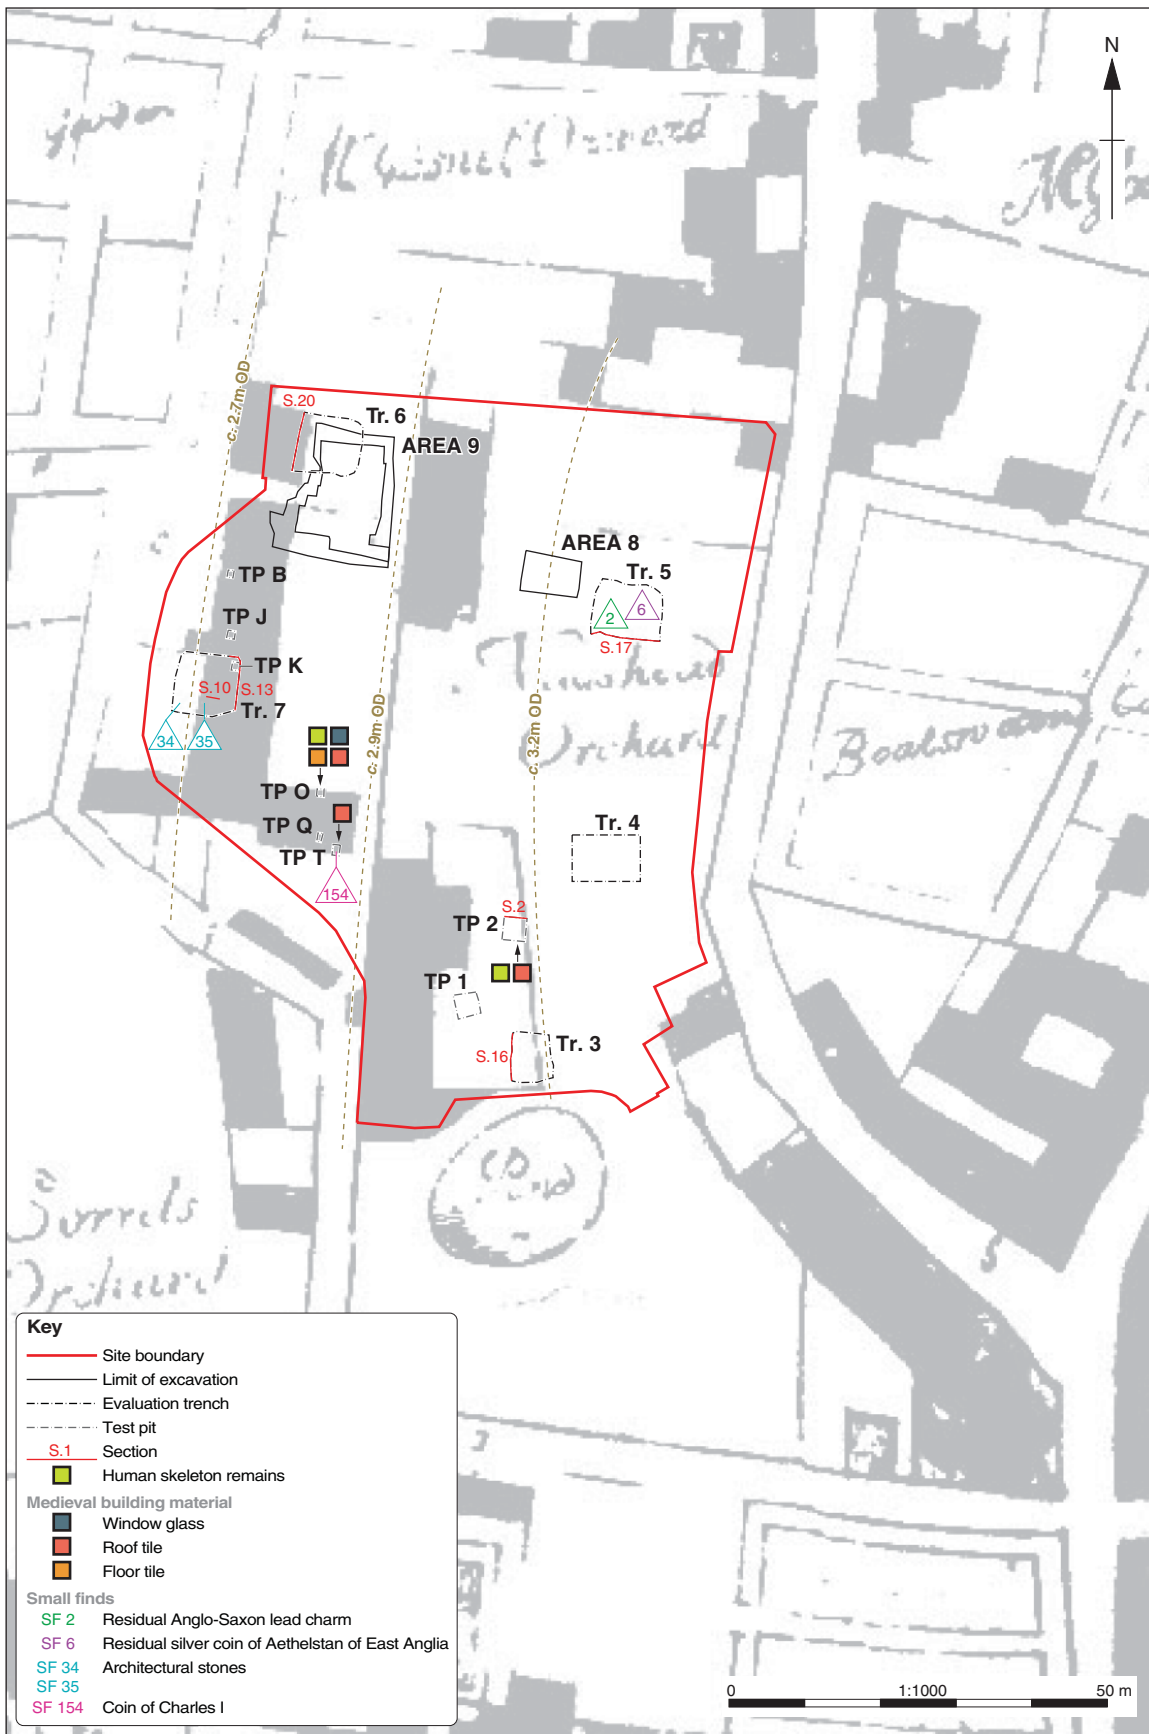 N
c. 2.7m OD
S.20
Tr. 6
AREA 9
AREA 8
Tr. 5
2
6
S.17
TP B
TP J
TP K
S.10
S.13
Tr. 7
34
35
c. 2.9m OD
c. 3.2m OD
Orchard
Boatswain
TP O
TP Q
TP T
154
Tr. 4
S.2
TP 2
TP 1
S.16
Tr. 3
Pond
Sorrels
Orchard
Key
Site boundary
Limit of excavation
Evaluation trench
Test pit
S.1 Section
Human skeleton remains
Medieval building material
Window glass
Roof tile
Floor tile
Small finds
SF 2 Residual Anglo-Saxon lead charm
SF 6 Residual silver coin of Aethelstan of East Anglia
SF 34 Architectural stones
SF 35
SF 154 Coin of Charles I
0 1:1000 50 m